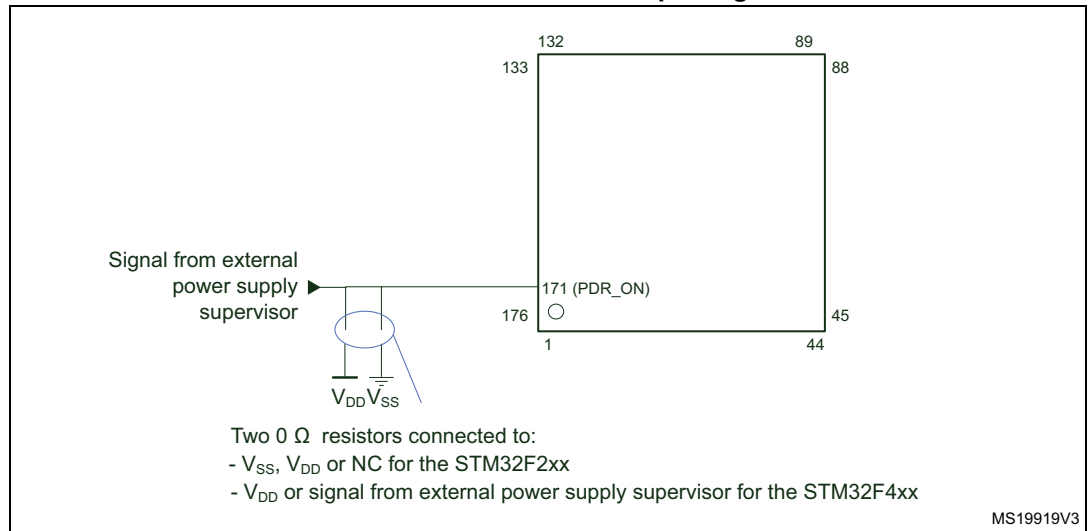 132
89
133
88
Signal from external
power supply
supervisor
171 (PDR_ON)
176
45
1
44
VDD VSS
Two 0 Ω resistors connected to:
- VSS, VDD or NC for the STM32F2xx
- VDD or signal from external power supply supervisor for the STM32F4xx
MS19919V3